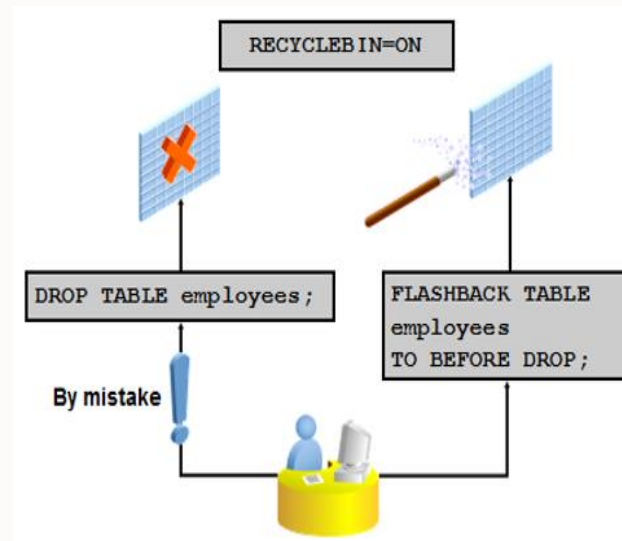 RECYCLEBIN=ON
DROP TABLE employees;
FLASHBACK TABLE
employees
TO BEFORE DROP;
By mistake